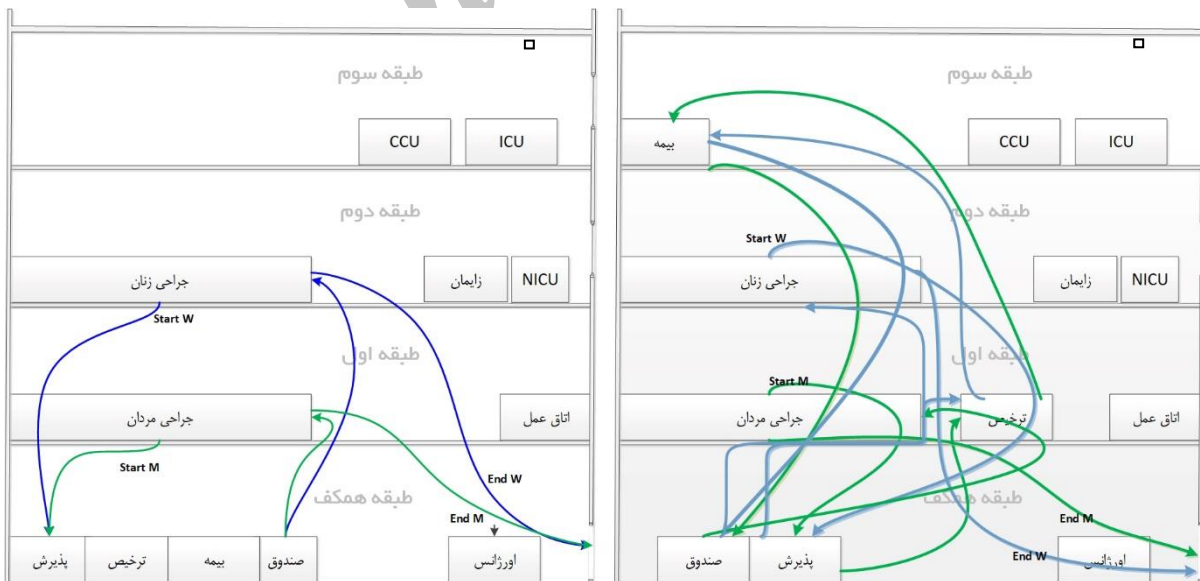 طبقه سوم
CCU
ICU
طبقه دوم
جراحی زنان
زایمان
NICU
Start W
طبقه اول
جراحی مردان
اتاق عمل
Start M
طبقه همکف
End W
End M
پذیرش
ترخیص
بیمه
صندوق
اورژانس
طبقه سوم
بیمه
CCU
ICU
طبقه دوم
Start W
جراحی زنان
زایمان
NICU
طبقه اول
Start M
جراحی مردان
ترخیص
اتاق عمل
طبقه همکف
End M
صندوق
پذیرش
End W
اورژانس